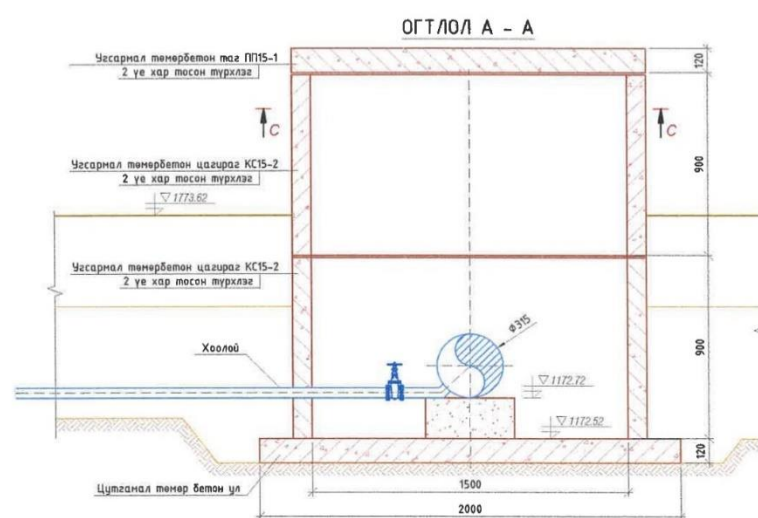 ОГТЛОЛ А - А
Угсармал төмөрбетон таг ПП15-1
2 үе хар тосон түрхлэг
120
C
C
Угсармал төмөрбетон цагираг КС15-2
2 үе хар тосон түрхлэг
900
1773.62
Угсармал төмөрбетон цагираг КС15-2
2 үе хар тосон түрхлэг
Ø315
Хоолой
900
1172.72
1172.52
120
Цутгамал төмөр бетон ул
1500
2000